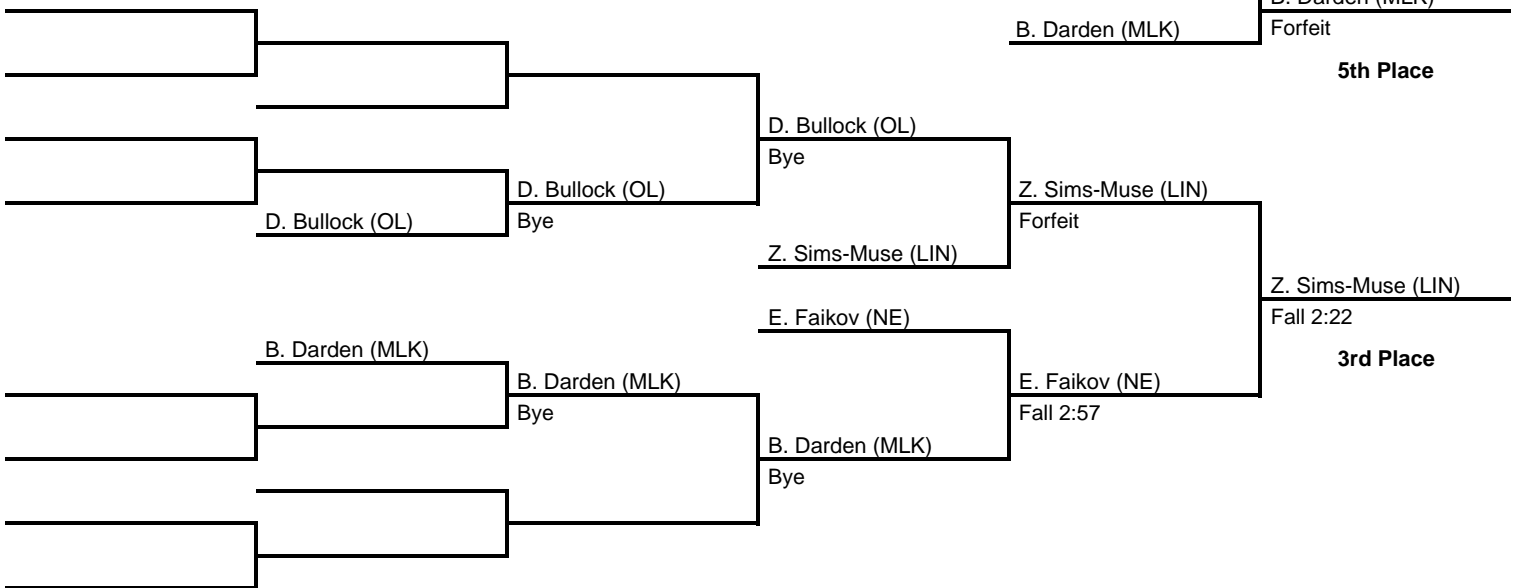 B. Darden (MLK)
B. Darden (MLK)
Forfeit
5th Place
D. Bullock (OL)
Bye
D. Bullock (OL)
Z. Sims-Muse (LIN)
D. Bullock (OL)
Bye
Forfeit
Z. Sims-Muse (LIN)
Z. Sims-Muse (LIN)
E. Faikov (NE)
Fall 2:22
B. Darden (MLK)
3rd Place
B. Darden (MLK)
E. Faikov (NE)
Bye
Fall 2:57
B. Darden (MLK)
Bye